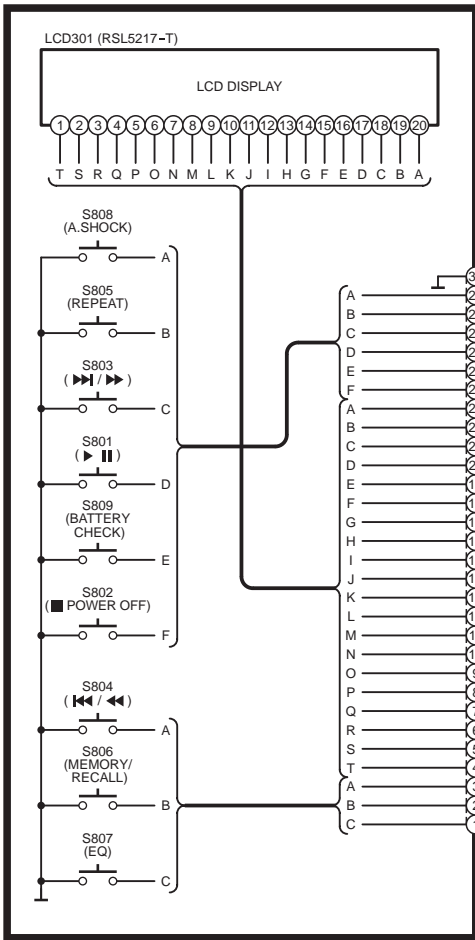 LCD301 (RSL5217-T)
LCD DISPLAY
1 2 3 4 5 6 7 8 9 10 11 12 13 14 15 16 17 18 19 20
T S R Q P O N M L K J I H G F E D C B A
S808
(A.SHOCK)
A
S805
(REPEAT)
B
S803
( ▶▶| / ▶▶ )
C
S801
( ▶ ❚❚ )
D
S809
(BATTERY
CHECK)
E
S802
(■ POWER OFF)
F
S804
( |◀◀ / ◀◀ )
A
S806
(MEMORY/
RECALL)
B
S807
(EQ)
C
A
B
C
D
E
F
A
B
C
D
E
F
G
H
I
J
K
L
M
N
O
P
Q
R
S
T
A
B
C